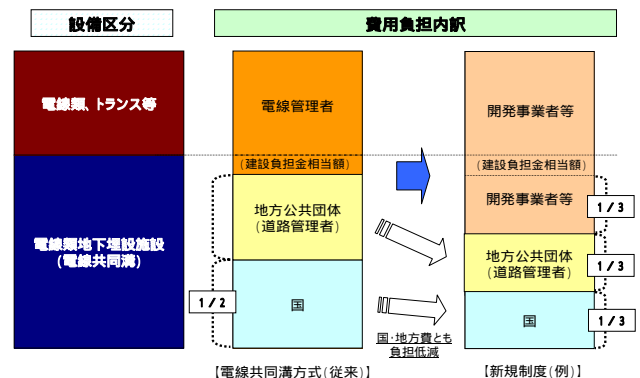 設備区分
費用負担内訳
電線類、トランス等
電線類地下埋設施設
(電線共同溝)
電線管理者
(建設負担金相当額)
地方公共団体
(道路管理者)
国
1/2
開発事業者等
(建設負担金相当額)
開発事業者等
地方公共団体
(道路管理者)
国
1/3
1/3
1/3
国・地方費とも
負担低減
【電線共同溝方式(従来)】
【新規制度(例)】